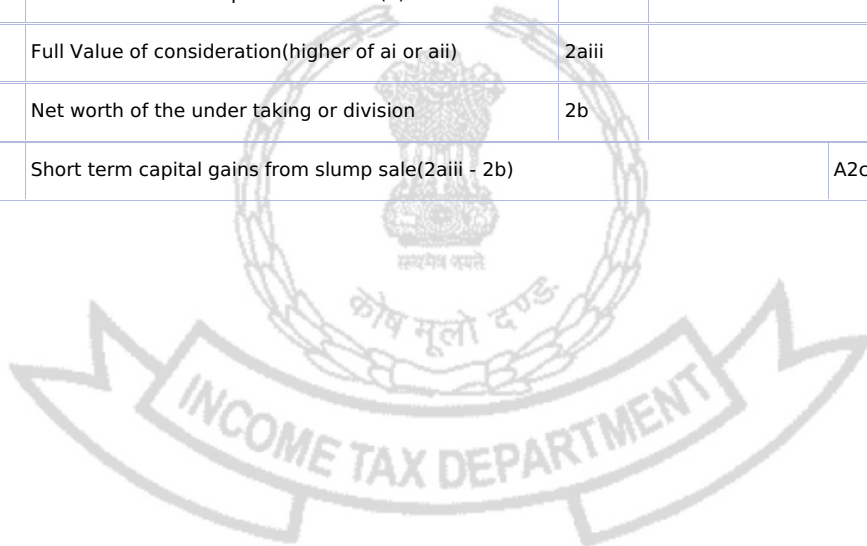 Full Value of consideration(higher of ai or aii) 2aiii
Net worth of the under taking or division 2b
Short term capital gains from slump sale(2aiii - 2b) A2c
सत्यमेव जयते
कोष मूलो दण्डः
INCOME TAX DEPARTMENT